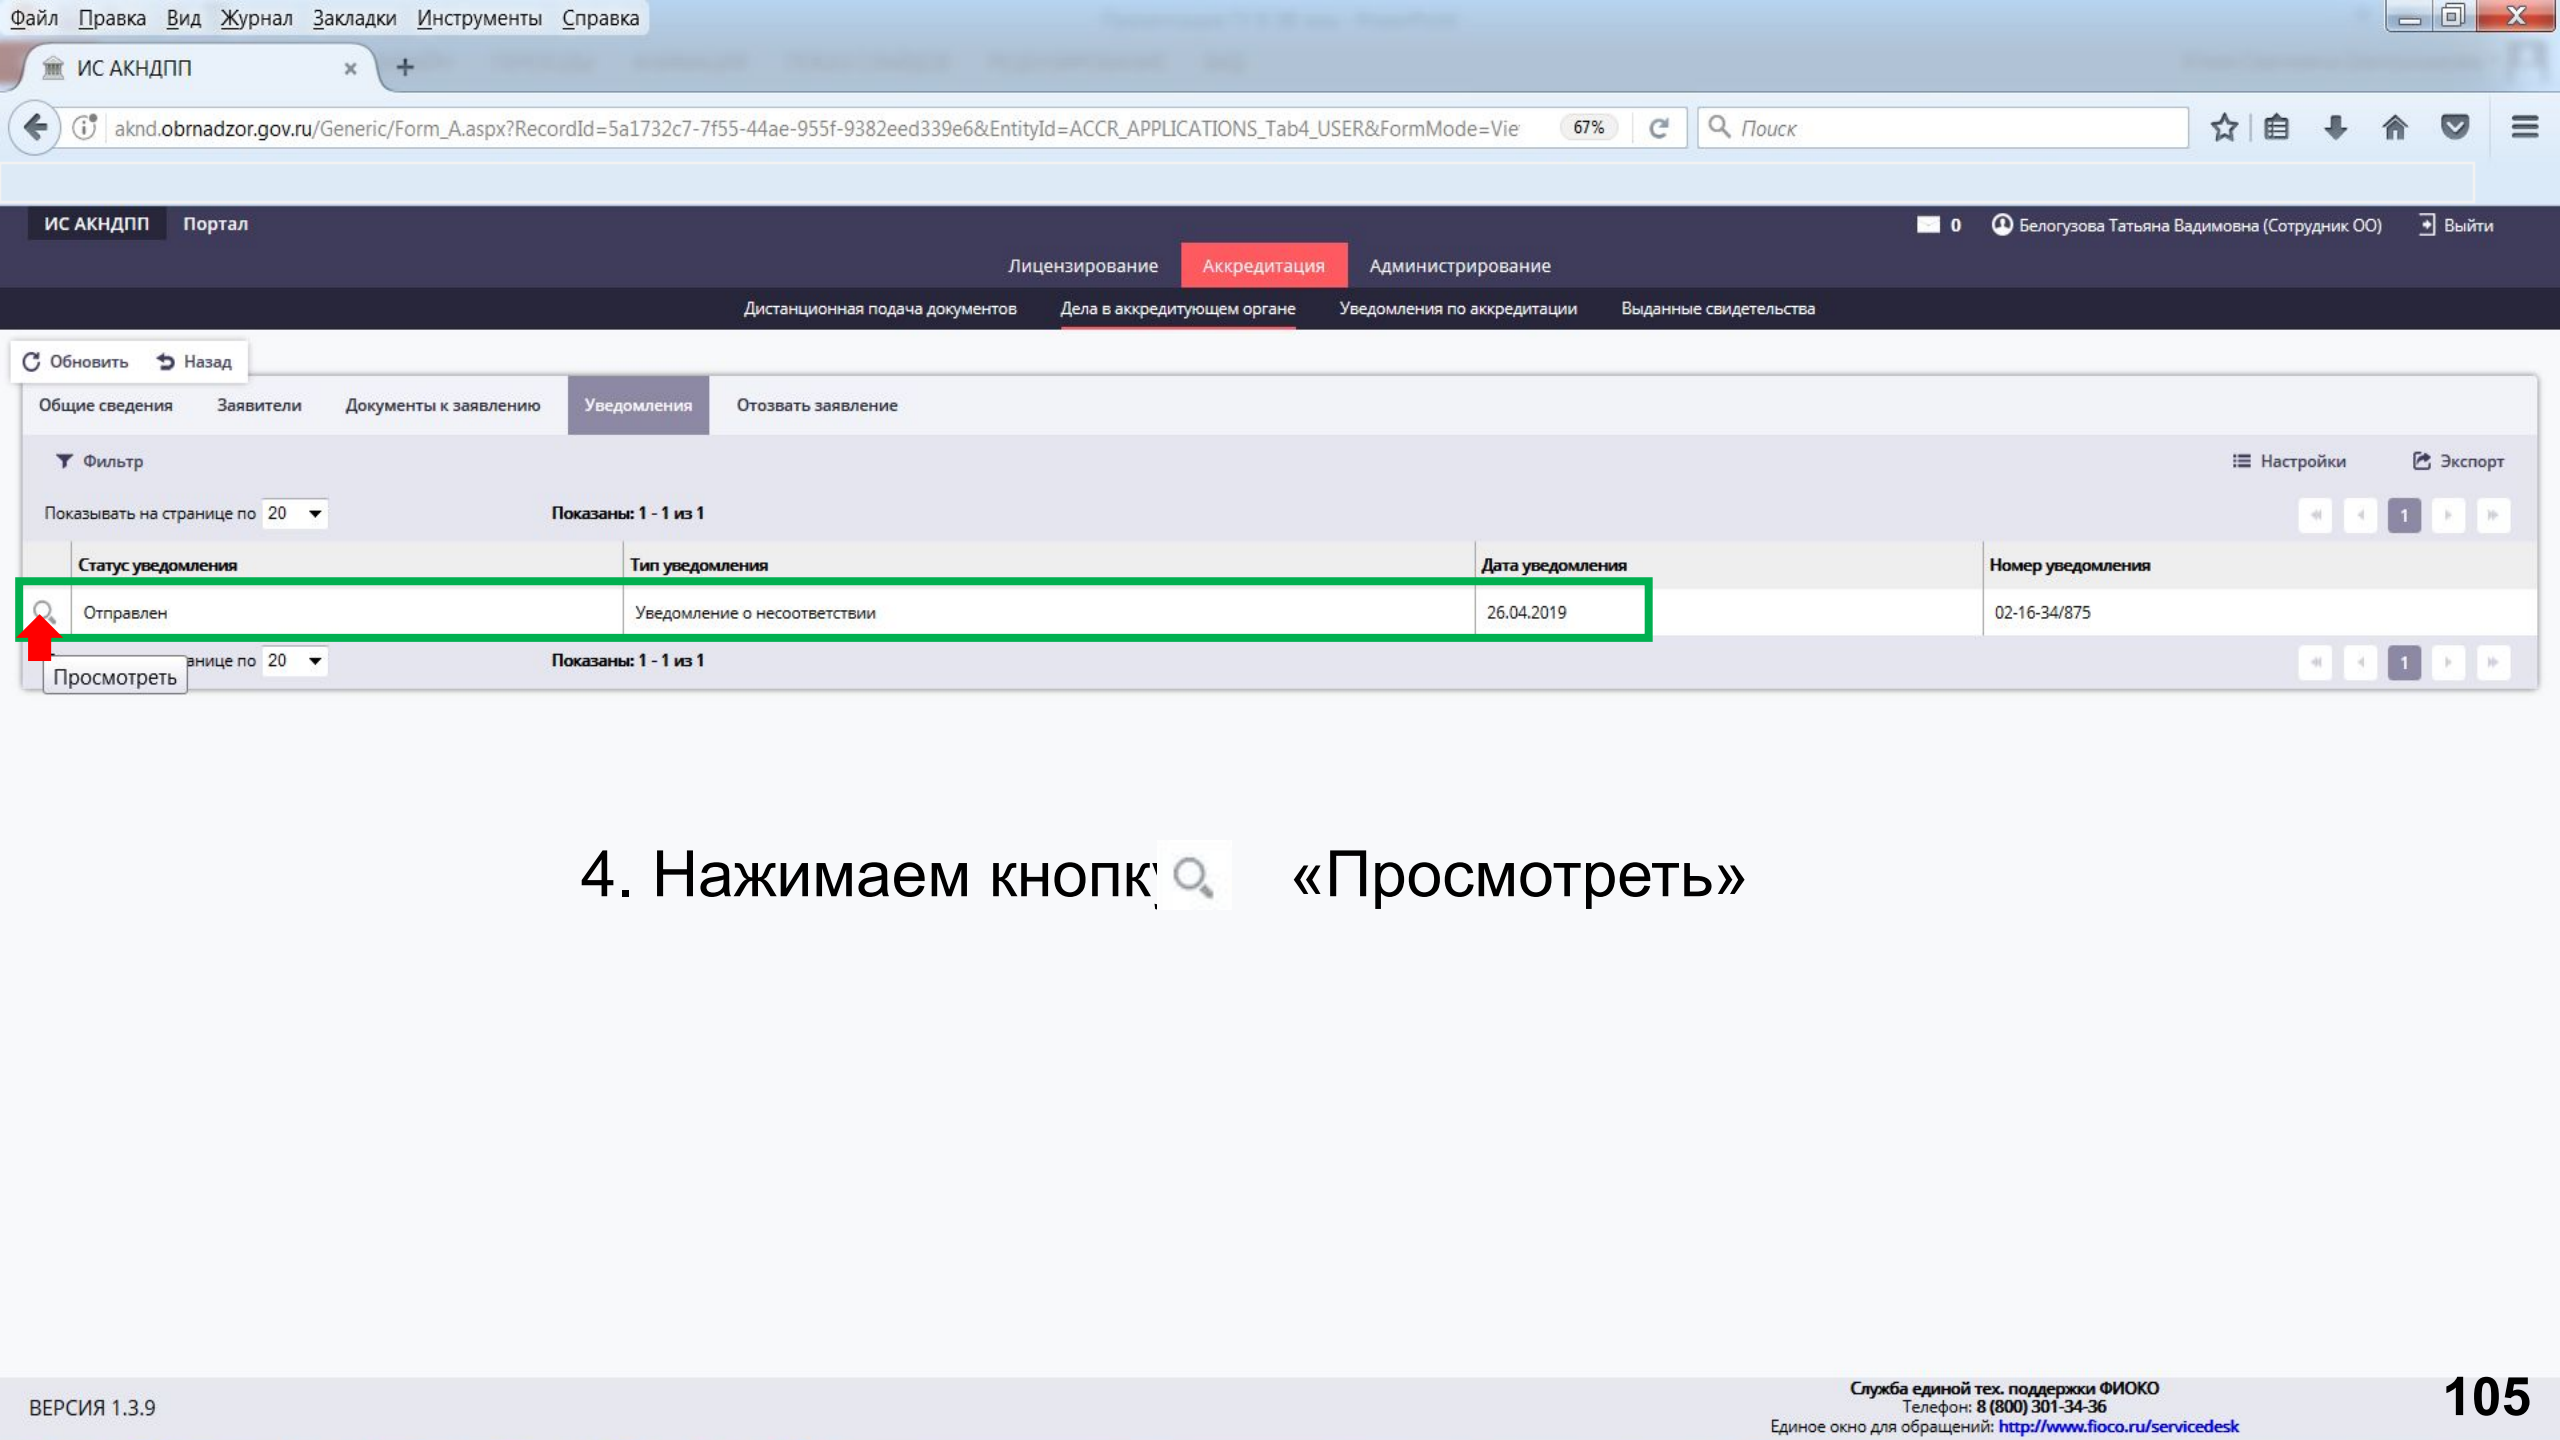 Файл Правка Вид Журнал Закладки Инструменты Справка
ИС АКНДПП
aknd.obrnadzor.gov.ru/Generic/Form_A.aspx?RecordId=5a1732c7-7f55-44ae-955f-9382eed339e6&EntityId=ACCR_APPLICATIONS_Tab4_USER&FormMode=Vie 67% Поиск
ИС АКНДПП Портал 0 Белогузова Татьяна Вадимовна (Сотрудник ОО) Выйти
Лицензирование Аккредитация Администрирование
Дистанционная подача документов Дела в аккредитующем органе Уведомления по аккредитации Выданные свидетельства
Обновить Назад
Общие сведения Заявители Документы к заявлению Уведомления Отозвать заявление
Фильтр Настройки Экспорт
Показывать на странице по 20 Показаны: 1 - 1 из 1 1
Статус уведомления Тип уведомления Дата уведомления Номер уведомления
Отправлен Уведомление о несоответствии 26.04.2019 02-16-34/875
анице по 20 Показаны: 1 - 1 из 1 1
Просмотреть
4. Нажимаем кнопку «Просмотреть»
ВЕРСИЯ 1.3.9
Служба единой тех. поддержки ФИОКО
Телефон: 8 (800) 301-34-36
Единое окно для обращений: http://www.fioco.ru/servicedesk
105